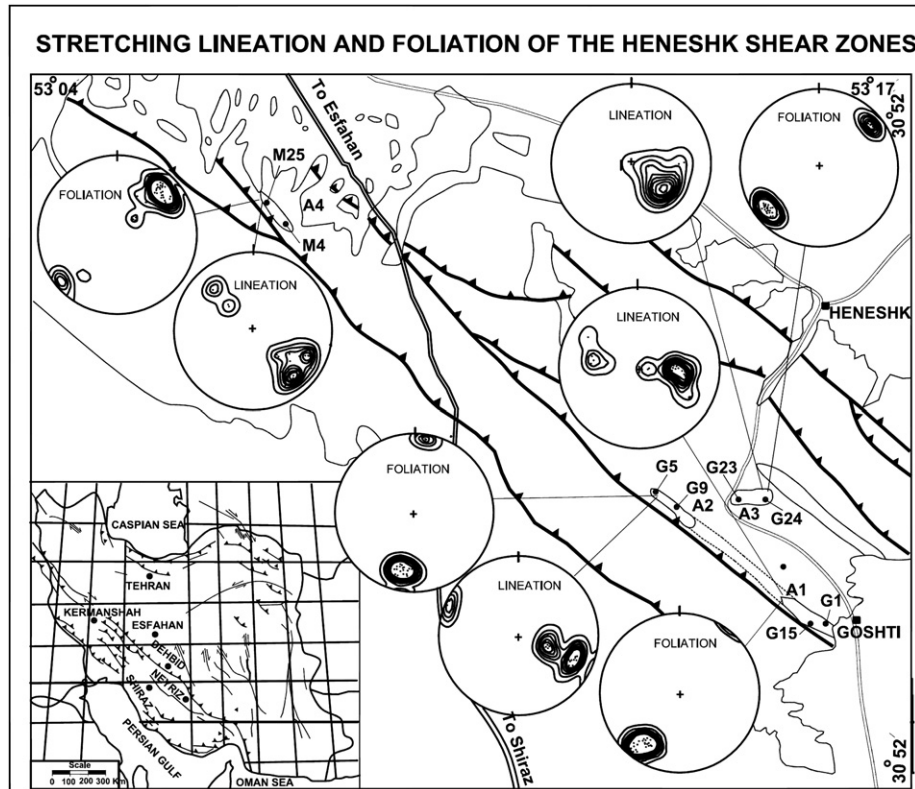 STRETCHING LINEATION AND FOLIATION OF THE HENESHK SHEAR ZONES
53°04
53°17
30°52
To Esfahan
LINEATION
FOLIATION
M25
FOLIATION
A4
M4
LINEATION
HENESHK
LINEATION
FOLIATION
G5
G9
A2
G23
A3
G24
A1
G1
G15
GOSHTI
LINEATION
FOLIATION
To Shiraz
30°52
CASPIAN SEA
TEHRAN
KERMANSHAH
ESFAHAN
DEHBID
NEYRIZ
SHIRAZ
PERSIAN GULF
OMAN SEA
Scale
0 100 200 300 Km